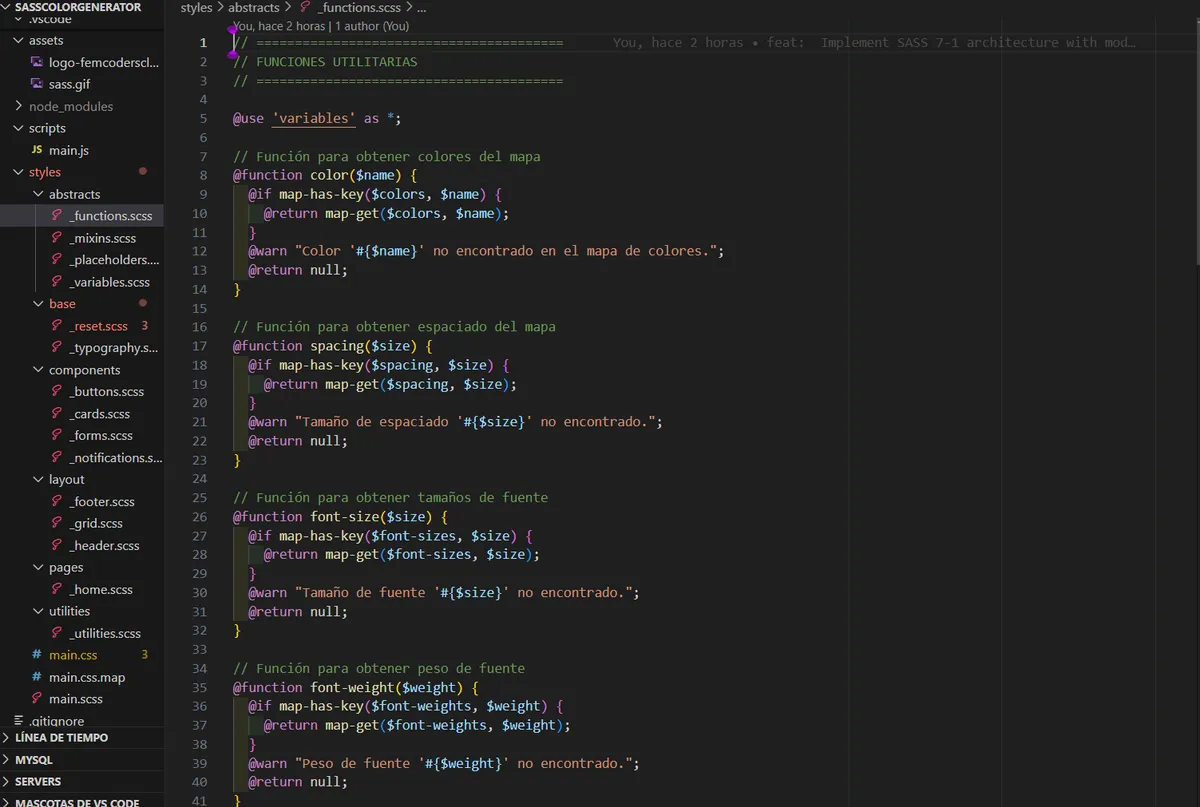 SASSCOLORGENERATOR
.vscode
assets
logo-femcoderscl...
sass.gif
node_modules
scripts
JS main.js
styles
abstracts
_functions.scss
_mixins.scss
_placeholders....
_variables.scss
base
_reset.scss 3
_typography.s...
components
_buttons.scss
_cards.scss
_forms.scss
_notifications.s...
layout
_footer.scss
_grid.scss
_header.scss
pages
_home.scss
utilities
_utilities.scss
# main.css 3
# main.css.map
main.scss
.gitignore
LÍNEA DE TIEMPO
MYSQL
SERVERS
MASCOTAS DE VS CODE
styles > abstracts > _functions.scss > ...
You, hace 2 horas | 1 author (You)
1 // ======================================== You, hace 2 horas • feat: Implement SASS 7-1 architecture with mod…
2 // FUNCIONES UTILITARIAS
3 // ========================================
4
5 @use 'variables' as *;
6
7 // Función para obtener colores del mapa
8 @function color($name) {
9 @if map-has-key($colors, $name) {
10 @return map-get($colors, $name);
11 }
12 @warn "Color '#{$name}' no encontrado en el mapa de colores.";
13 @return null;
14 }
15
16 // Función para obtener espaciado del mapa
17 @function spacing($size) {
18 @if map-has-key($spacing, $size) {
19 @return map-get($spacing, $size);
20 }
21 @warn "Tamaño de espaciado '#{$size}' no encontrado.";
22 @return null;
23 }
24
25 // Función para obtener tamaños de fuente
26 @function font-size($size) {
27 @if map-has-key($font-sizes, $size) {
28 @return map-get($font-sizes, $size);
29 }
30 @warn "Tamaño de fuente '#{$size}' no encontrado.";
31 @return null;
32 }
33
34 // Función para obtener peso de fuente
35 @function font-weight($weight) {
36 @if map-has-key($font-weights, $weight) {
37 @return map-get($font-weights, $weight);
38 }
39 @warn "Peso de fuente '#{$weight}' no encontrado.";
40 @return null;
41 }